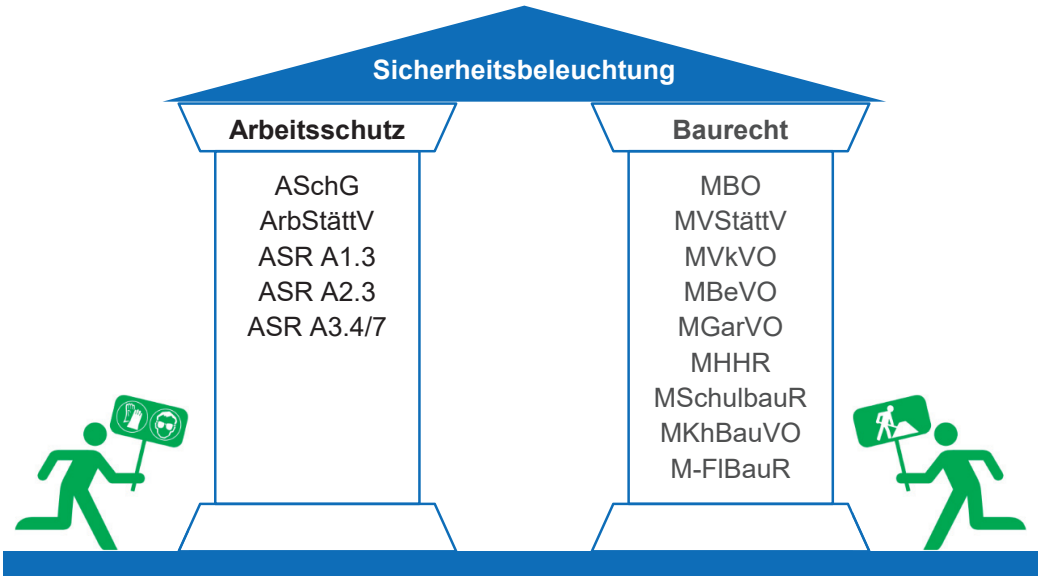 Sicherheitsbeleuchtung
Arbeitsschutz
ASchG
ArbStättV
ASR A1.3
ASR A2.3
ASR A3.4/7
Baurecht
MBO
MVStättV
MVkVO
MBeVO
MGarVO
MHHR
MSchulbauR
MKhBauVO
M-FlBauR